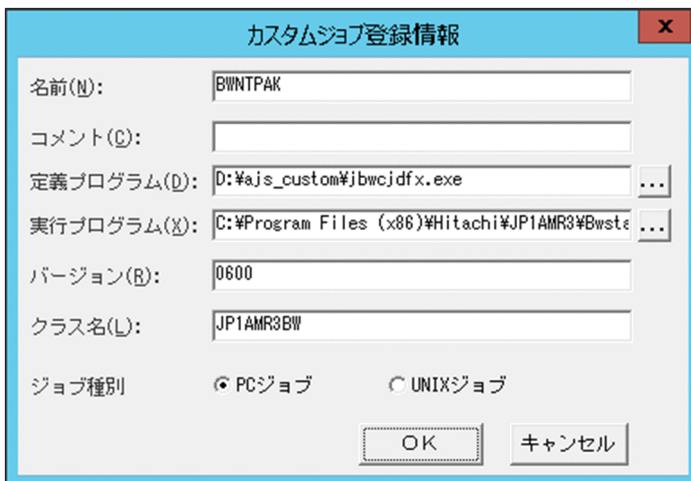 カスタムジョブ登録情報
x
名前(N):
BWNTPAK
コメント(C):
定義プログラム(D):
D:¥ajs_custom¥jbwcjdfx.exe
...
実行プログラム(X):
C:¥Program Files (x86)¥Hitachi¥JP1AMR3¥Bwsta
...
バージョン(R):
0600
クラス名(L):
JP1AMR3BW
ジョブ種別
PCジョブ
UNIXジョブ
OK
キャンセル